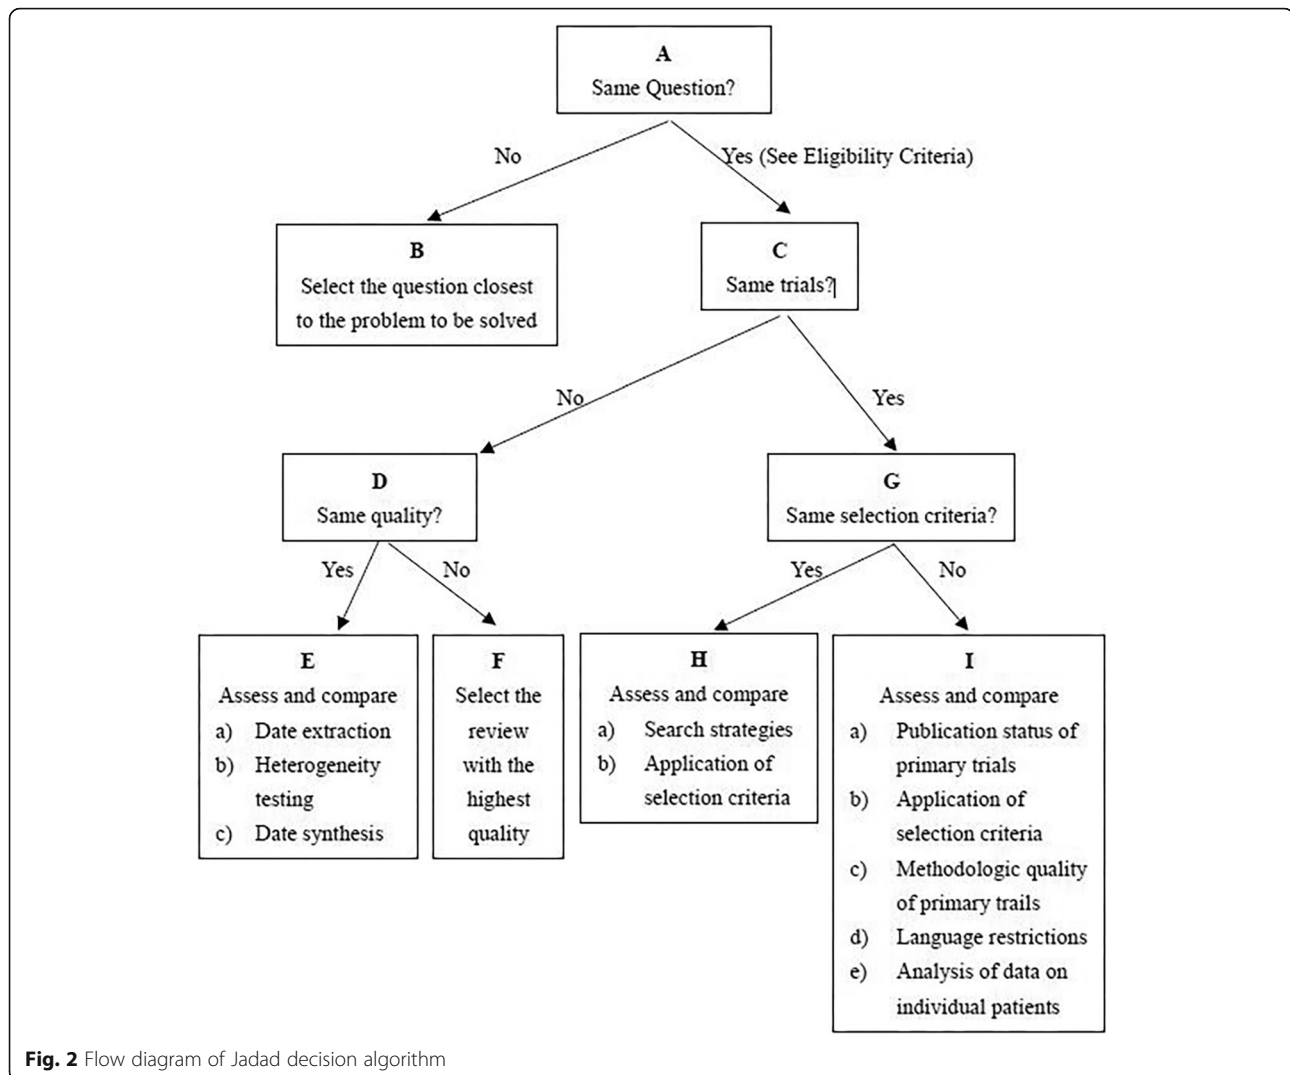 A
Same Question?
No
Yes (See Eligibility Criteria)
B
Select the question closest
to the problem to be solved
C
Same trials?
No
Yes
D
Same quality?
G
Same selection criteria?
Yes
No
Yes
No
E
Assess and compare
a) Date extraction
b) Heterogeneity
testing
c) Date synthesis
F
Select the
review
with the
highest
quality
H
Assess and compare
a) Search strategies
b) Application of
selection criteria
I
Assess and compare
a) Publication status of
primary trials
b) Application of
selection criteria
c) Methodologic quality
of primary trails
d) Language restrictions
e) Analysis of data on
individual patients
Fig. 2 Flow diagram of Jadad decision algorithm